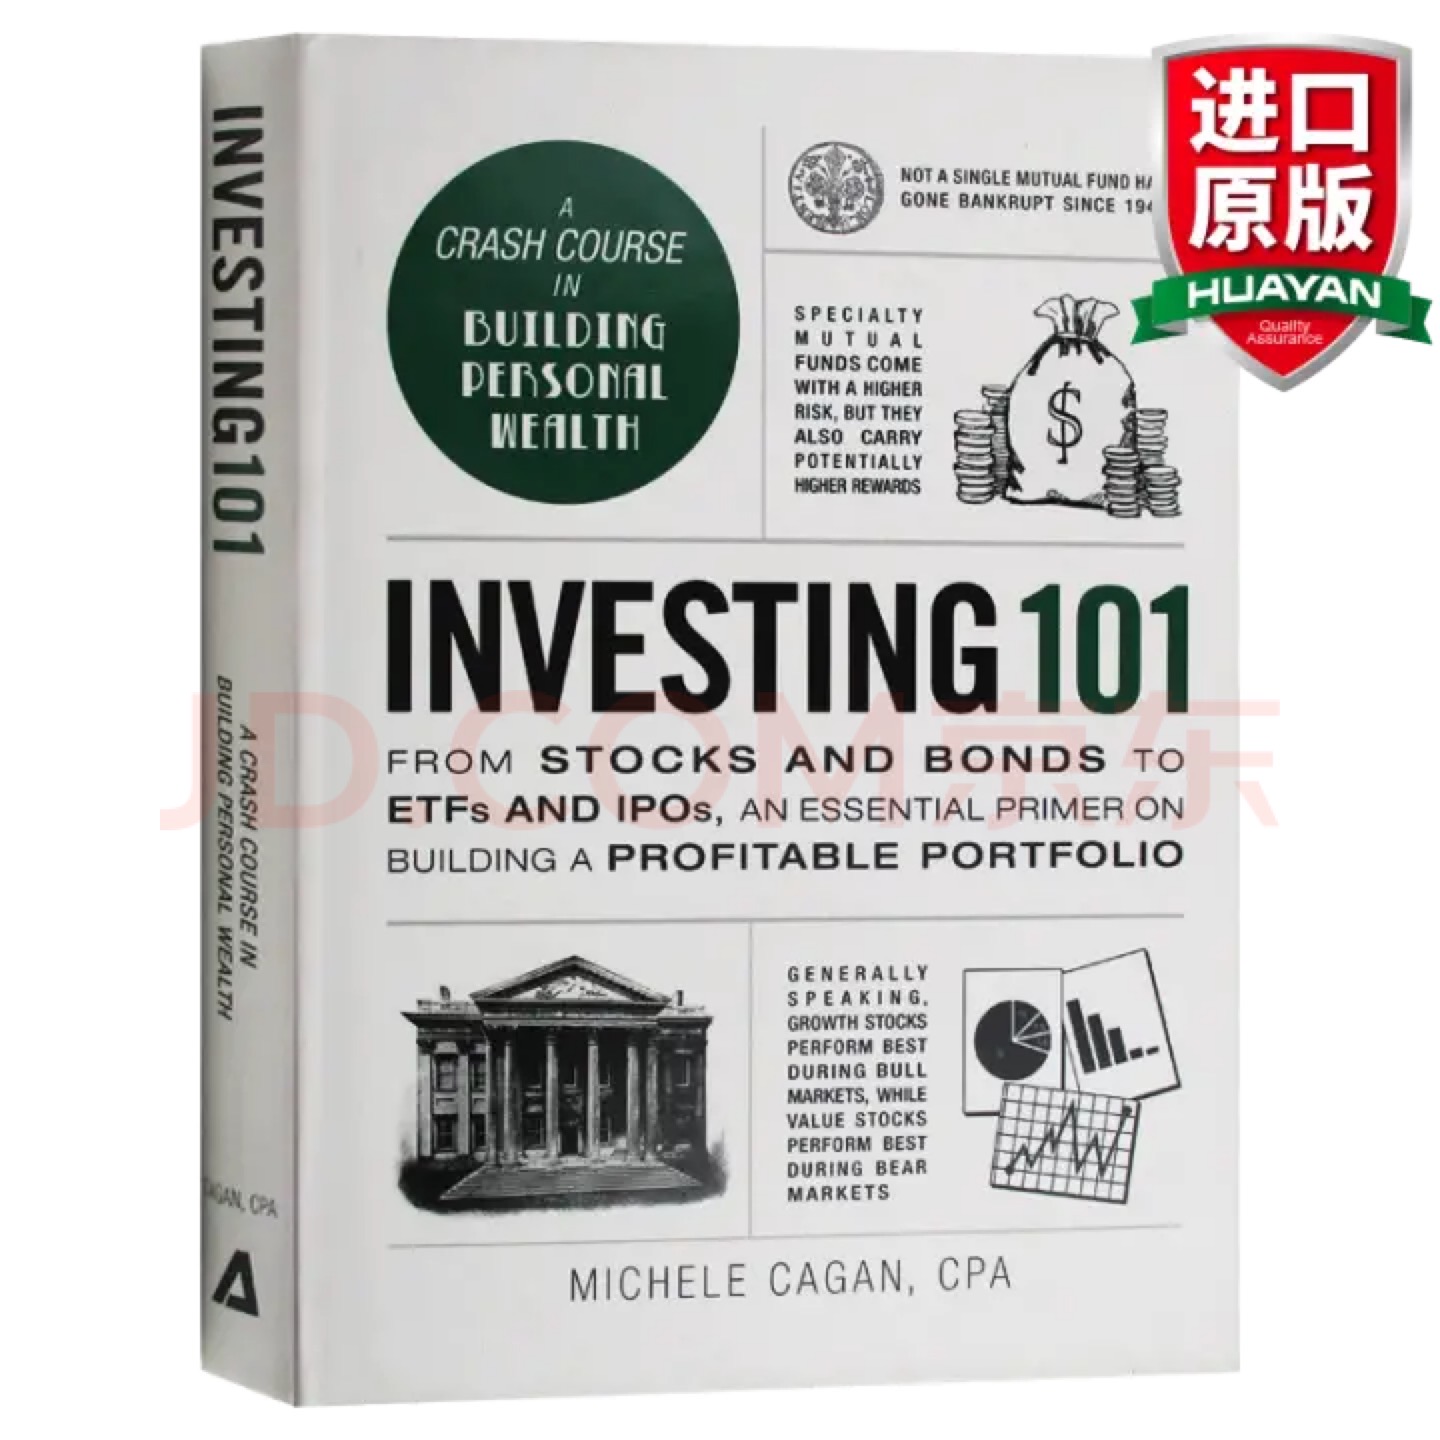 INVESTING 101
A CRASH COURSE IN
BUILDING PERSONAL WEALTH
CAGAN, CPA
A
A
CRASH COURSE
IN
BUILDING
PERSONAL
WEALTH
NOT A SINGLE MUTUAL FUND
GONE BANKRUPT SINCE
SPECIALTY
MUTUAL
FUNDS COME
WITH A HIGHER
RISK, BUT THEY
ALSO CARRY
POTENTIALLY
HIGHER REWARDS
$
INVESTING 101
FROM STOCKS AND BONDS TO
ETFs AND IPOs, AN ESSENTIAL PRIMER ON
BUILDING A PROFITABLE PORTFOLIO
GENERALLY
SPEAKING,
GROWTH STOCKS
PERFORM BEST
DURING BULL
MARKETS, WHILE
VALUE STOCKS
PERFORM BEST
DURING BEAR
MARKETS
MICHELE CAGAN, CPA
进口
原版
HUAYAN
Quality
Assurance
JD.COM京东